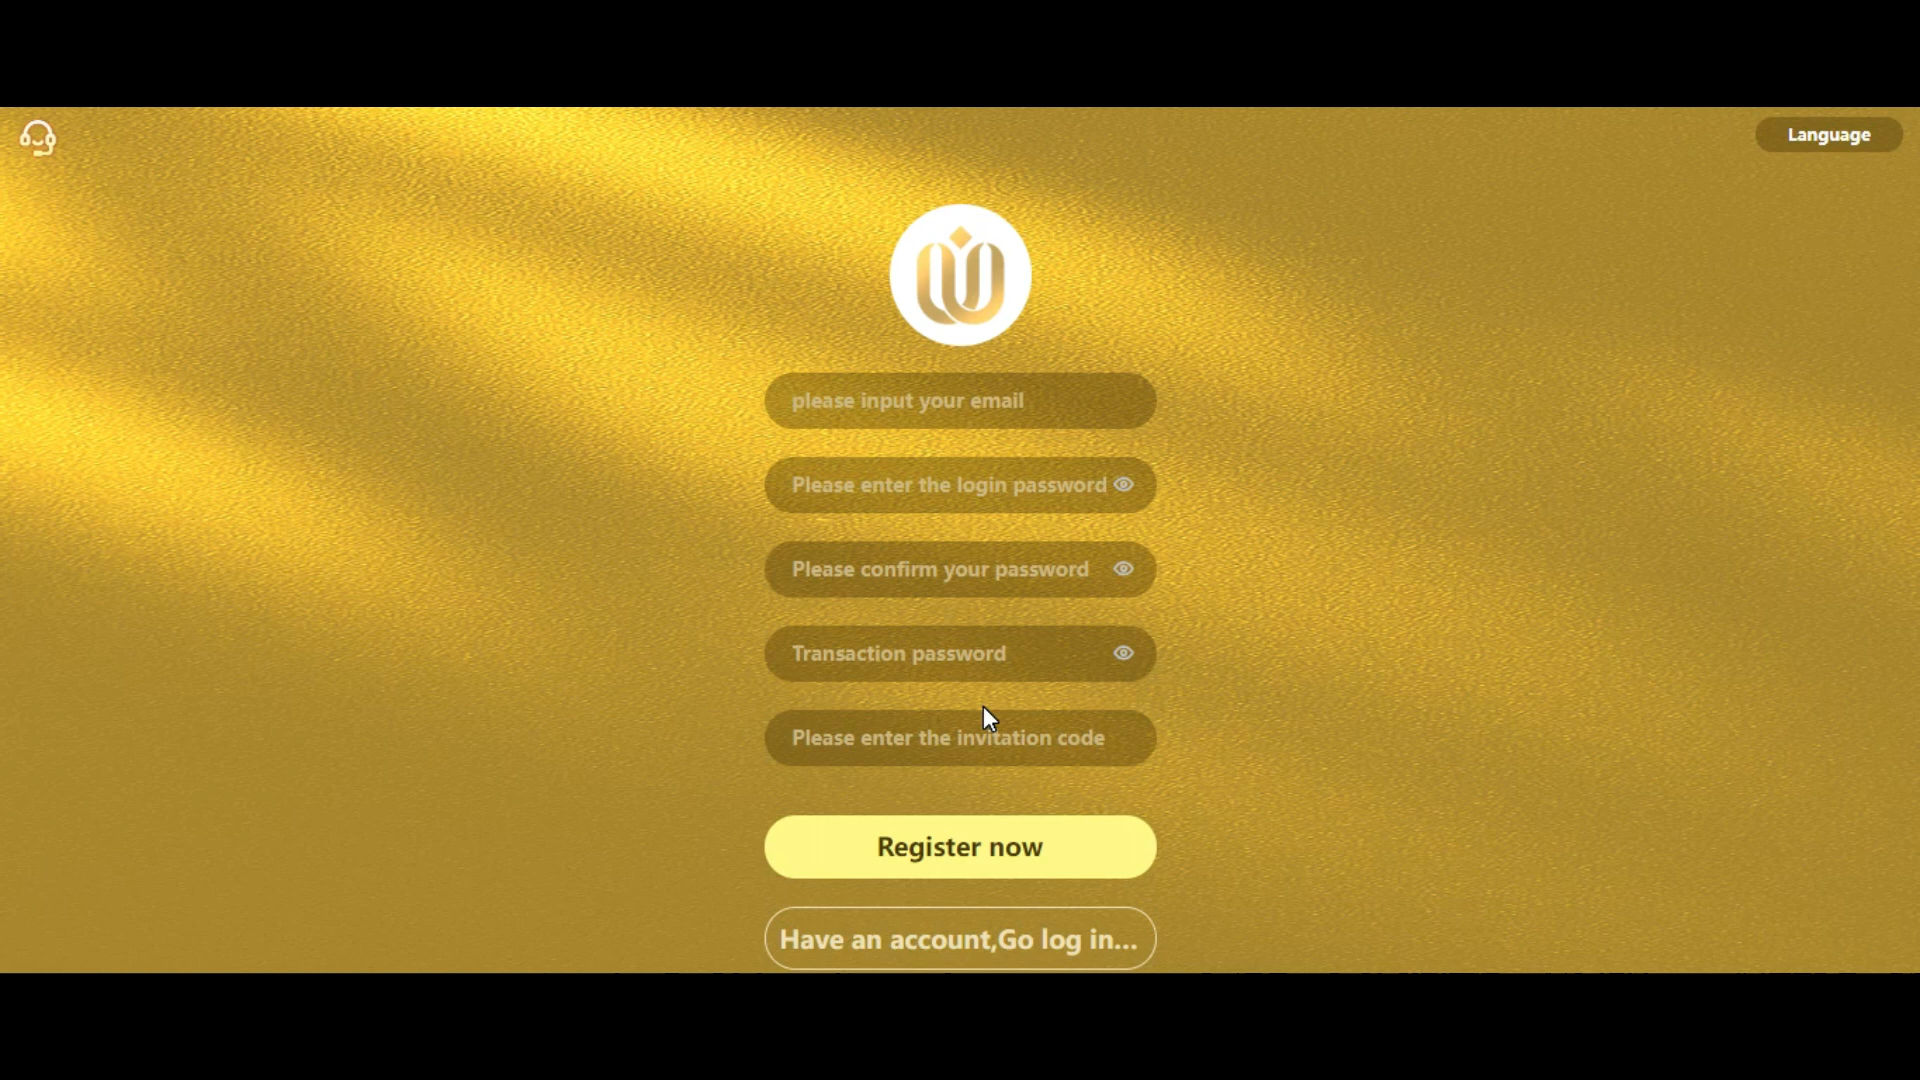 Language
please input your email
Please enter the login password
Please confirm your password
Transaction password
Please enter the invitation code
Register now
Have an account,Go log in...